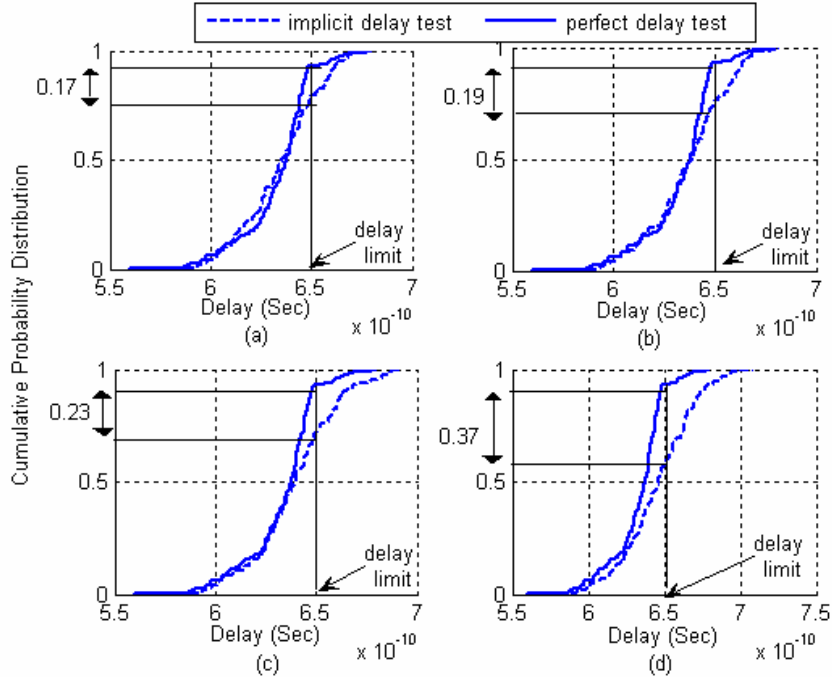 implicit delay test
perfect delay test
Cumulative Probability Distribution
1
0.5
0
0.17
5.5
6
6.5
7
delay
limit
Delay (Sec)
x 10^-10
(a)
1
0.5
0
0.19
5.5
6
6.5
7
delay
limit
Delay (Sec)
x 10^-10
(b)
1
0.5
0
0.23
5.5
6
6.5
7
delay
limit
Delay (Sec)
x 10^-10
(c)
1
0.5
0
0.37
5.5
6
6.5
7
7.5
delay
limit
Delay (Sec)
x 10^-10
(d)